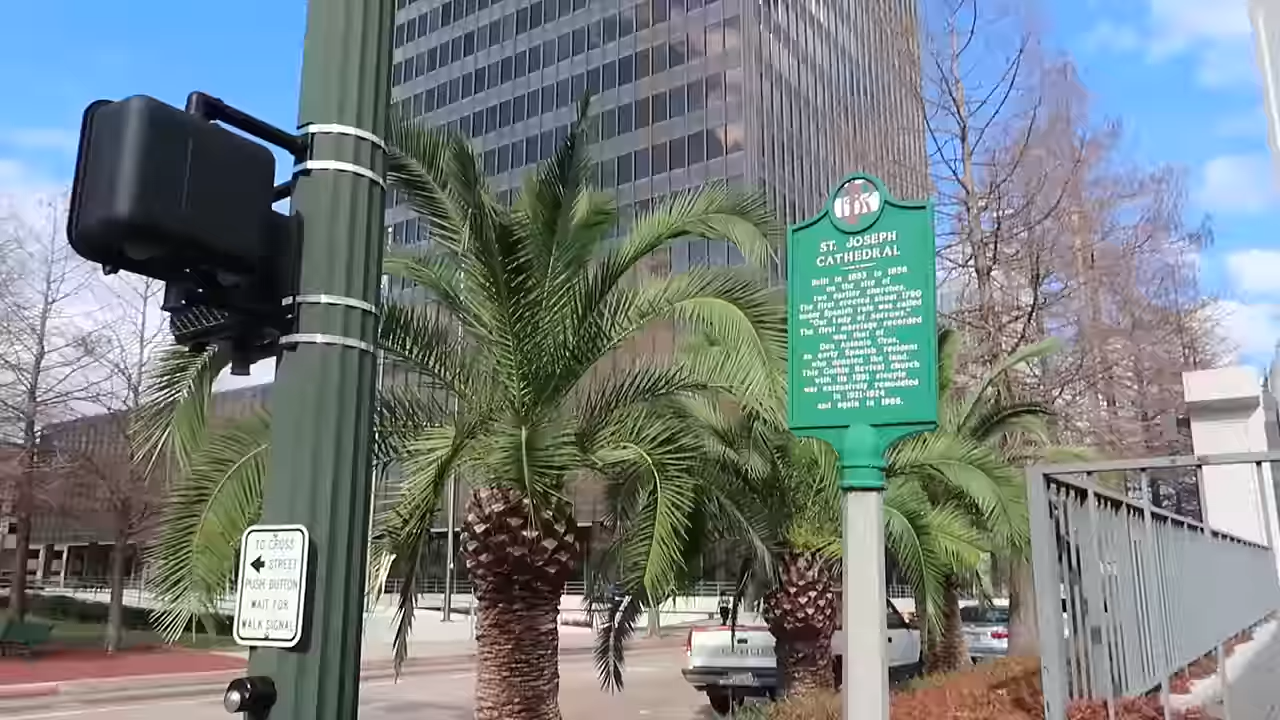 TO CROSS
STREET
PUSH BUTTON
WAIT FOR
WALK SIGNAL
ST. JOSEPH
CATHEDRAL
Built in 1853 to 1856
on the site of
two earlier churches.
The first erected about 1790
under Spanish rule was called
"Our Lady of Sorrows."
The first marriage recorded
was that of
Don Antonio Gras,
an early Spanish resident
who donated the land.
This Gothic Revival church
with its 1891 steeple
was extensively remodeled
in 1921-1924
and again in 1966.